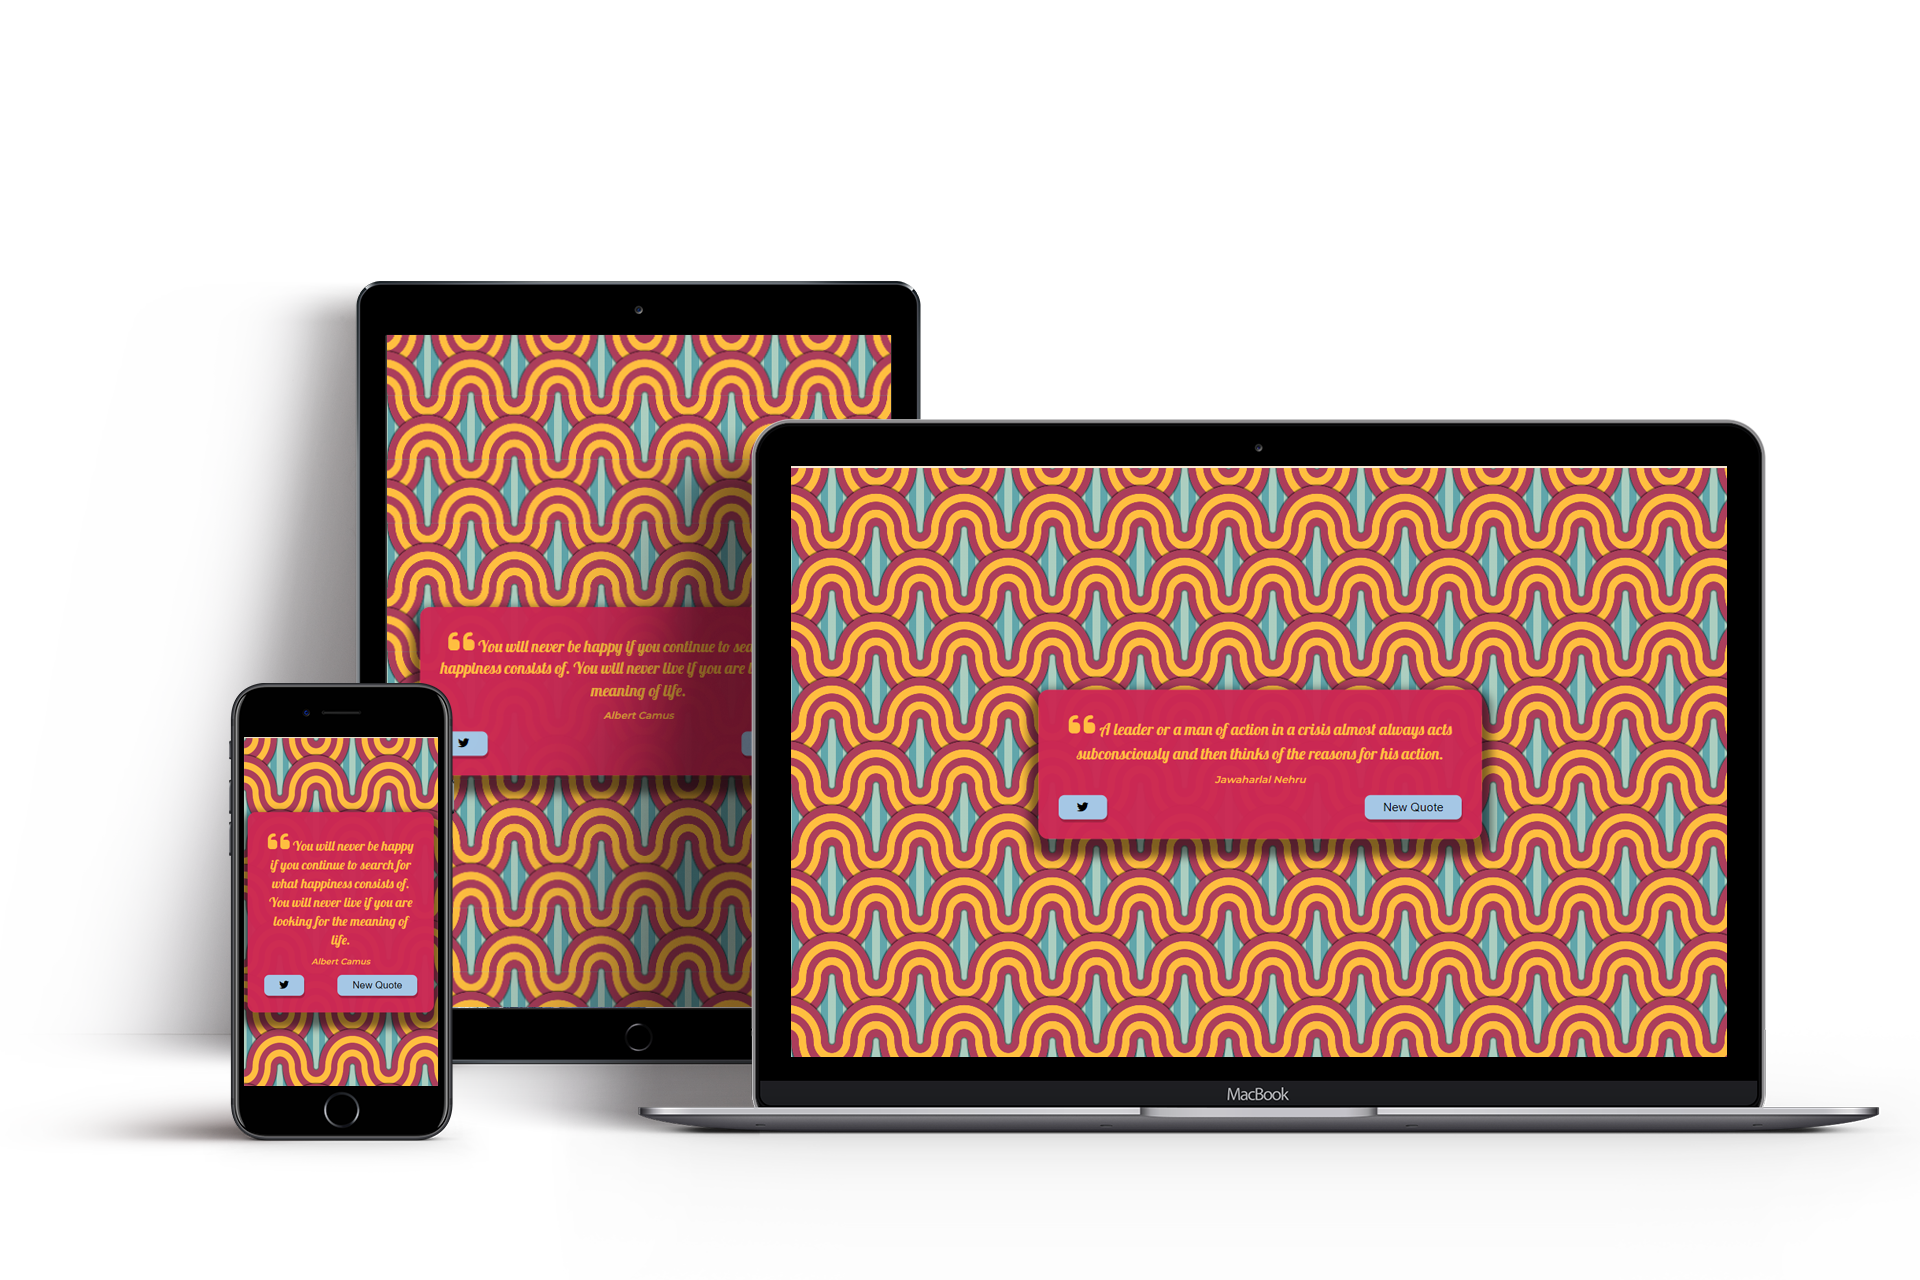 You will never be happy if you continue to
happiness consists of. You will never live if you are
meaning of life.
Albert Camus
You will never be happy
if you continue to search for
what happiness consists of.
You will never live if you are
looking for the meaning of
life.
Albert Camus
New Quote
A leader or a man of action in a crisis almost always acts
subconsciously and then thinks of the reasons for his action.
Jawaharlal Nehru
New Quote
MacBook